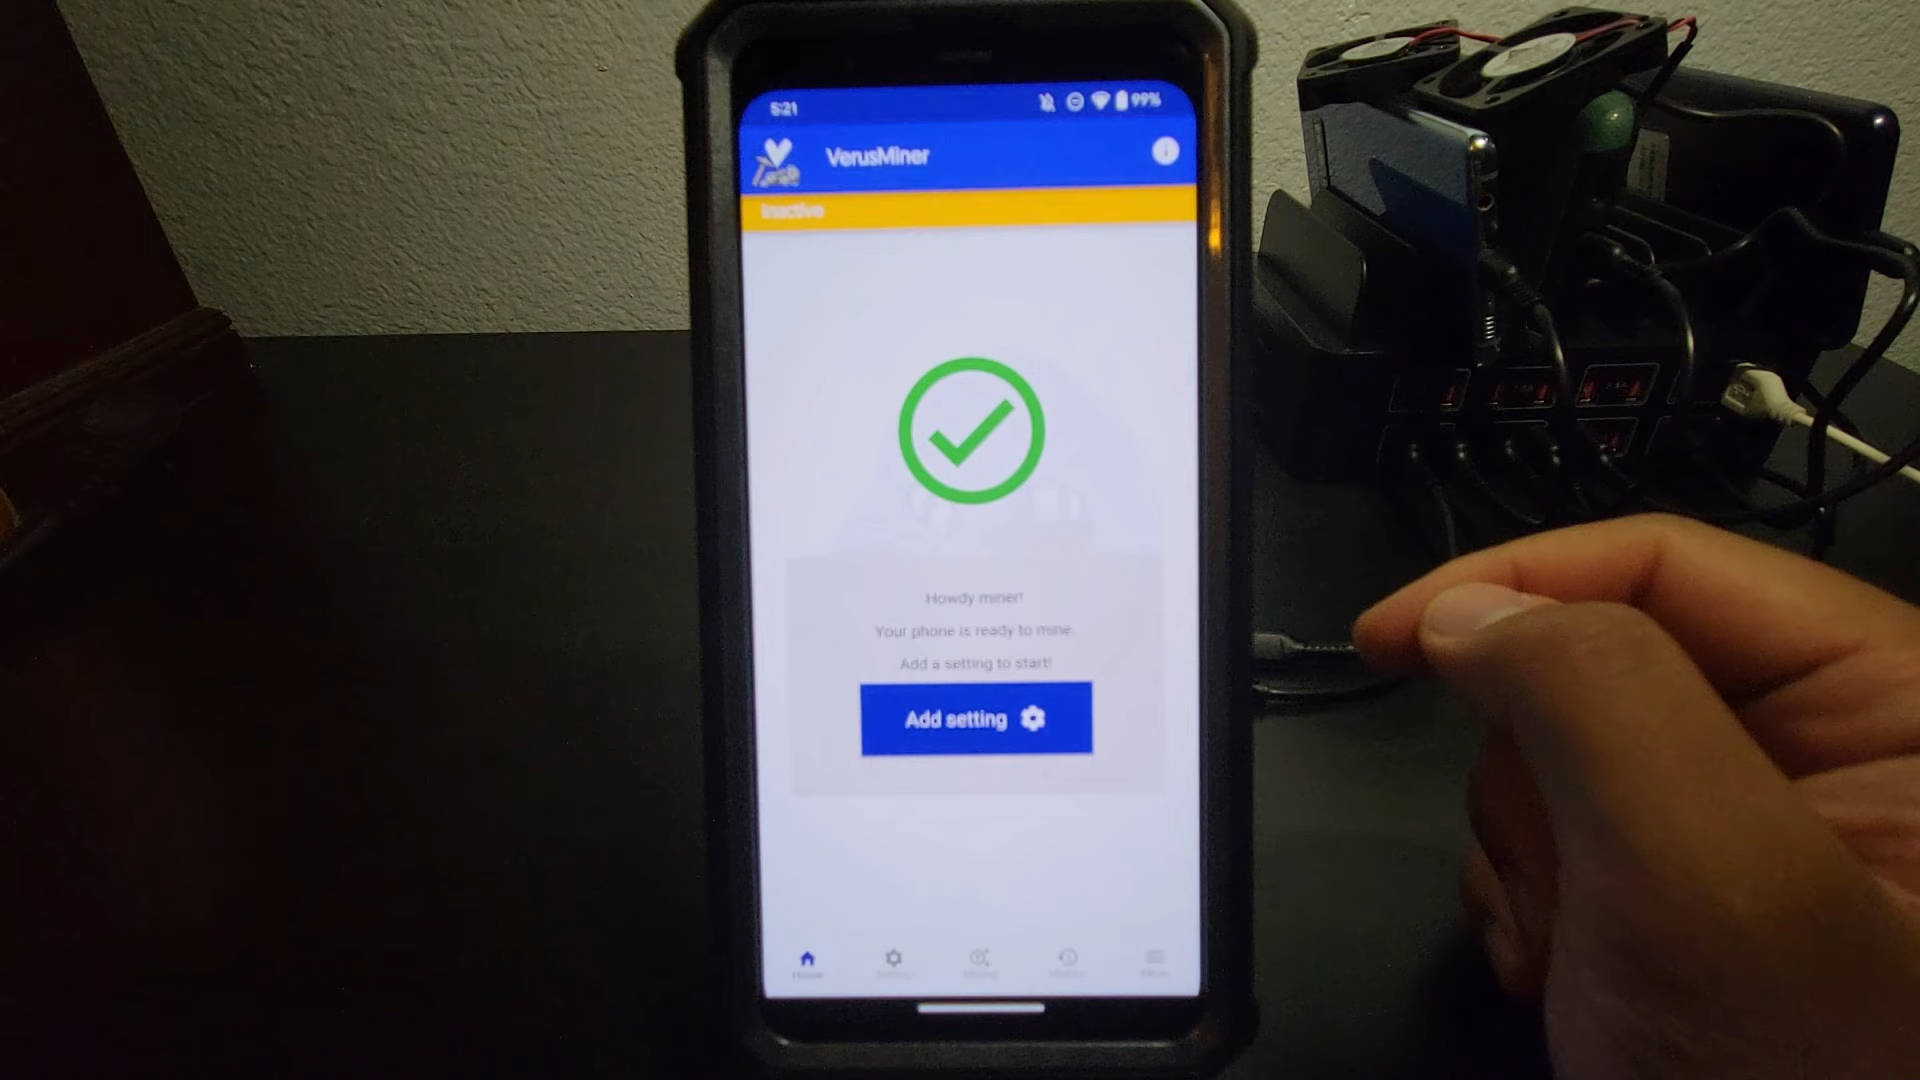 5:21
99%
VerusMiner
Inactive
Howdy miner!
Your phone is ready to mine.
Add a setting to start!
Add setting
Home